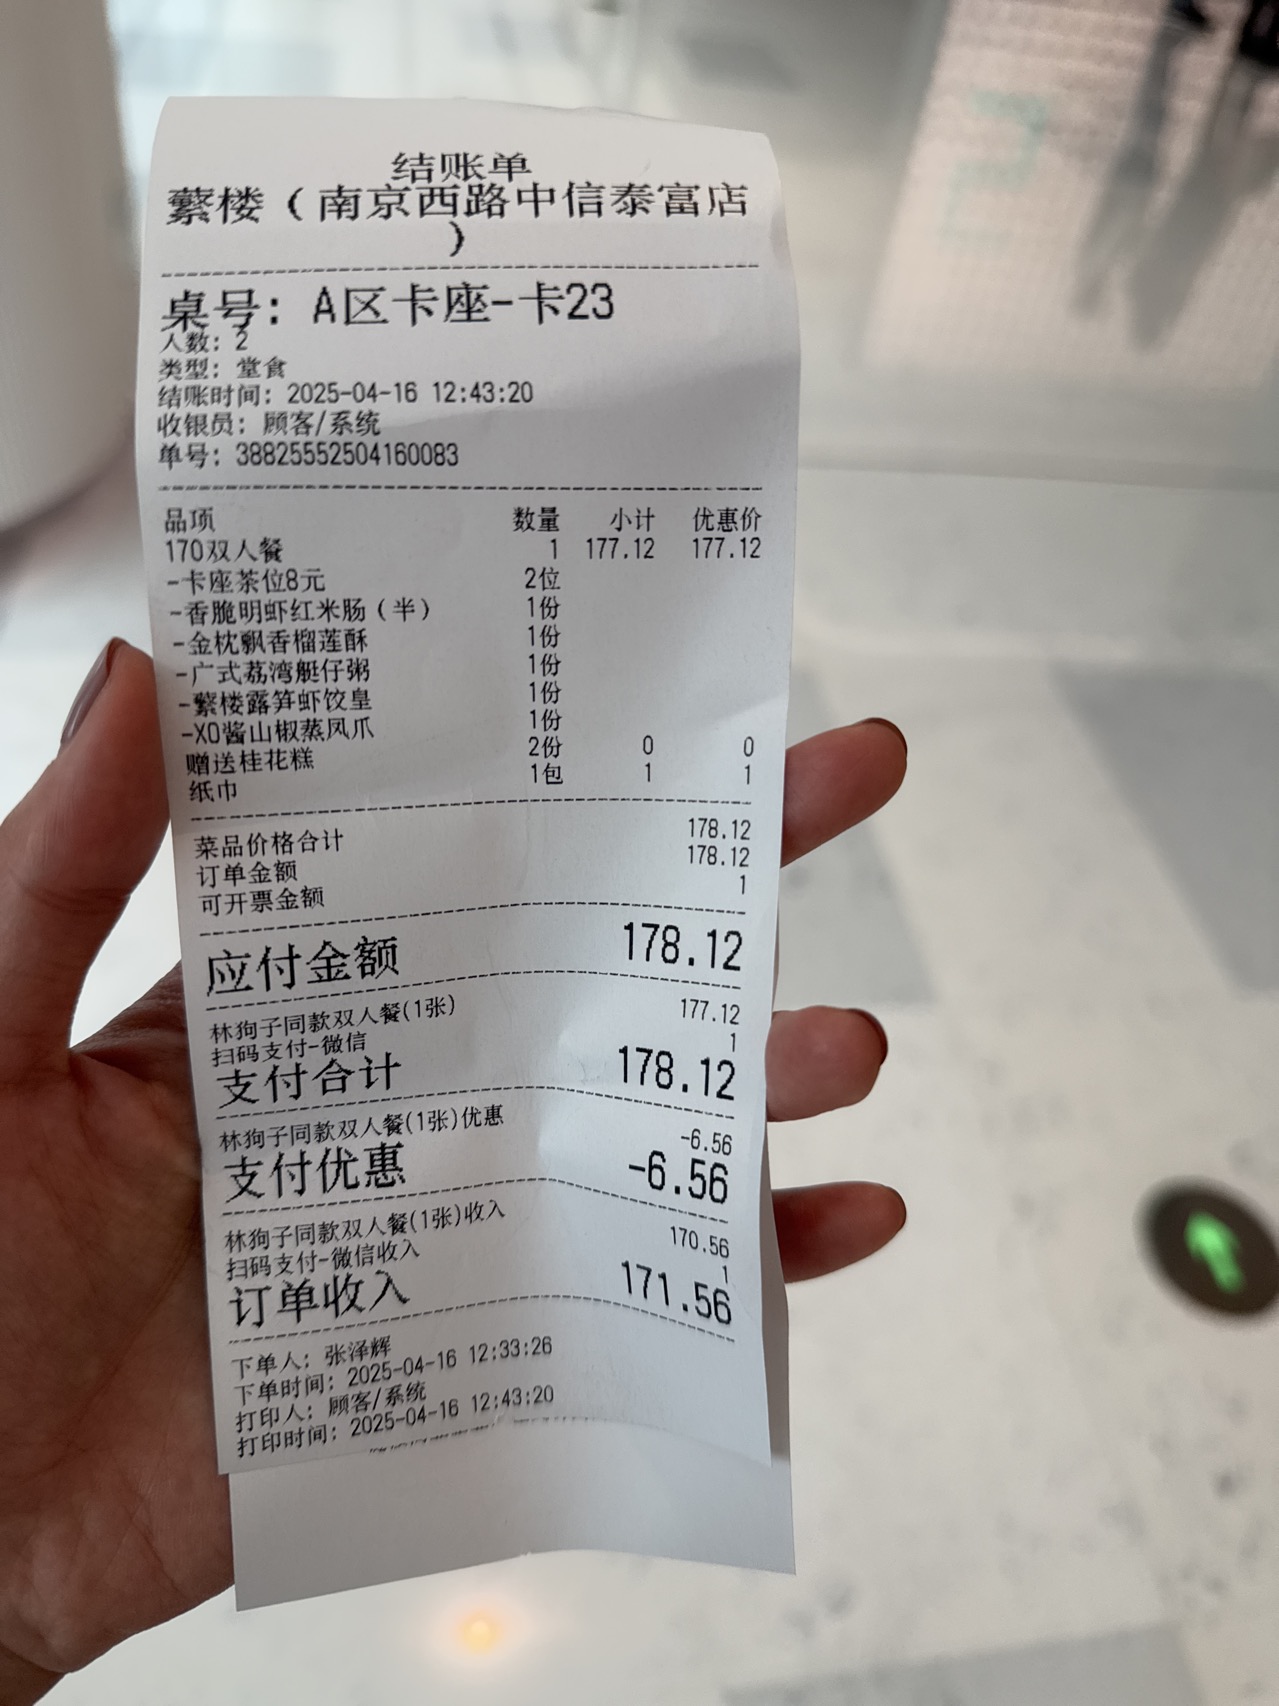 结账单
蘩楼（南京西路中信泰富店
）
桌号：A区卡座-卡23
人数：2
类型：堂食
结账时间：2025-04-16 12:43:20
收银员：顾客/系统
单号：38825552504160083
品项 数量 小计 优惠价
170双人餐 1 177.12 177.12
-卡座茶位8元 2位
-香脆明虾红米肠（半） 1份
-金枕飘香榴莲酥 1份
-广式荔湾艇仔粥 1份
-蘩楼露笋虾饺皇 1份
-XO酱山椒蒸凤爪 1份
赠送桂花糕 2份 0 0
纸巾 1包 1 1
菜品价格合计 178.12
订单金额 178.12
可开票金额 1
应付金额 178.12
林狗子同款双人餐(1张) 177.12
扫码支付-微信 1
支付合计 178.12
林狗子同款双人餐(1张)优惠 -6.56
支付优惠 -6.56
林狗子同款双人餐(1张)收入 170.56
扫码支付-微信收入 1
订单收入 171.56
下单人：张泽辉
下单时间：2025-04-16 12:33:26
打印人：顾客/系统
打印时间：2025-04-16 12:43:20